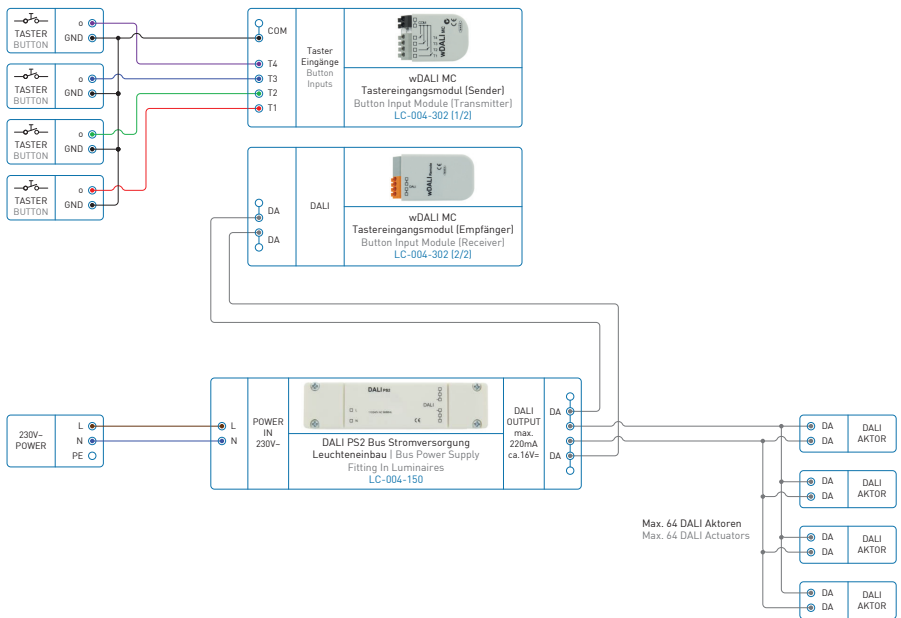 TASTER
BUTTON
o
GND
TASTER
BUTTON
o
GND
TASTER
BUTTON
o
GND
TASTER
BUTTON
o
GND
COM
T4
T3
T2
T1
Taster
Eingänge
Button
Inputs
COM
wDALI MC
wDALI MC
Tastereingangsmodul (Sender)
Button Input Module (Transmitter)
LC-004-302 (1/2)
DA
DA
DALI
wDALI
wDALI MC
Tastereingangsmodul (Empfänger)
Button Input Module (Receiver)
LC-004-302 (2/2)
230V~
POWER
L
N
PE
L
N
POWER
IN
230V~
DALI PS2
DALI
DALI PS2 Bus Stromversorgung
Leuchteneinbau | Bus Power Supply
Fitting In Luminaires
LC-004-150
DALI
OUTPUT
max.
220mA
ca.16V=
DA
DA
Max. 64 DALI Aktoren
Max. 64 DALI Actuators
DA
DA
DALI
AKTOR
DA
DA
DALI
AKTOR
DA
DA
DALI
AKTOR
DA
DA
DALI
AKTOR